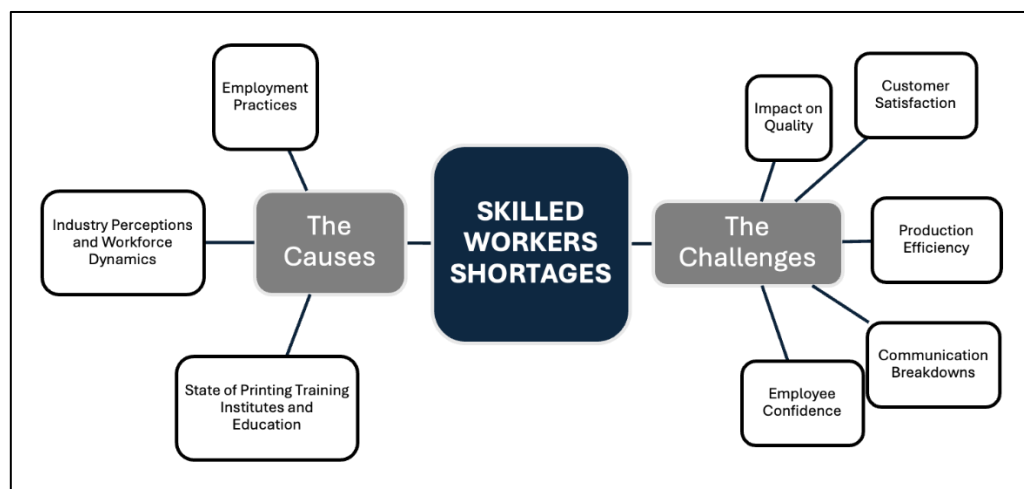 Employment
Practices
Industry Perceptions
and Workforce
Dynamics
State of Printing Training
Institutes and
Education
The
Causes
SKILLED
WORKERS
SHORTAGES
The
Challenges
Impact on
Quality
Customer
Satisfaction
Production
Efficiency
Communication
Breakdowns
Employee
Confidence